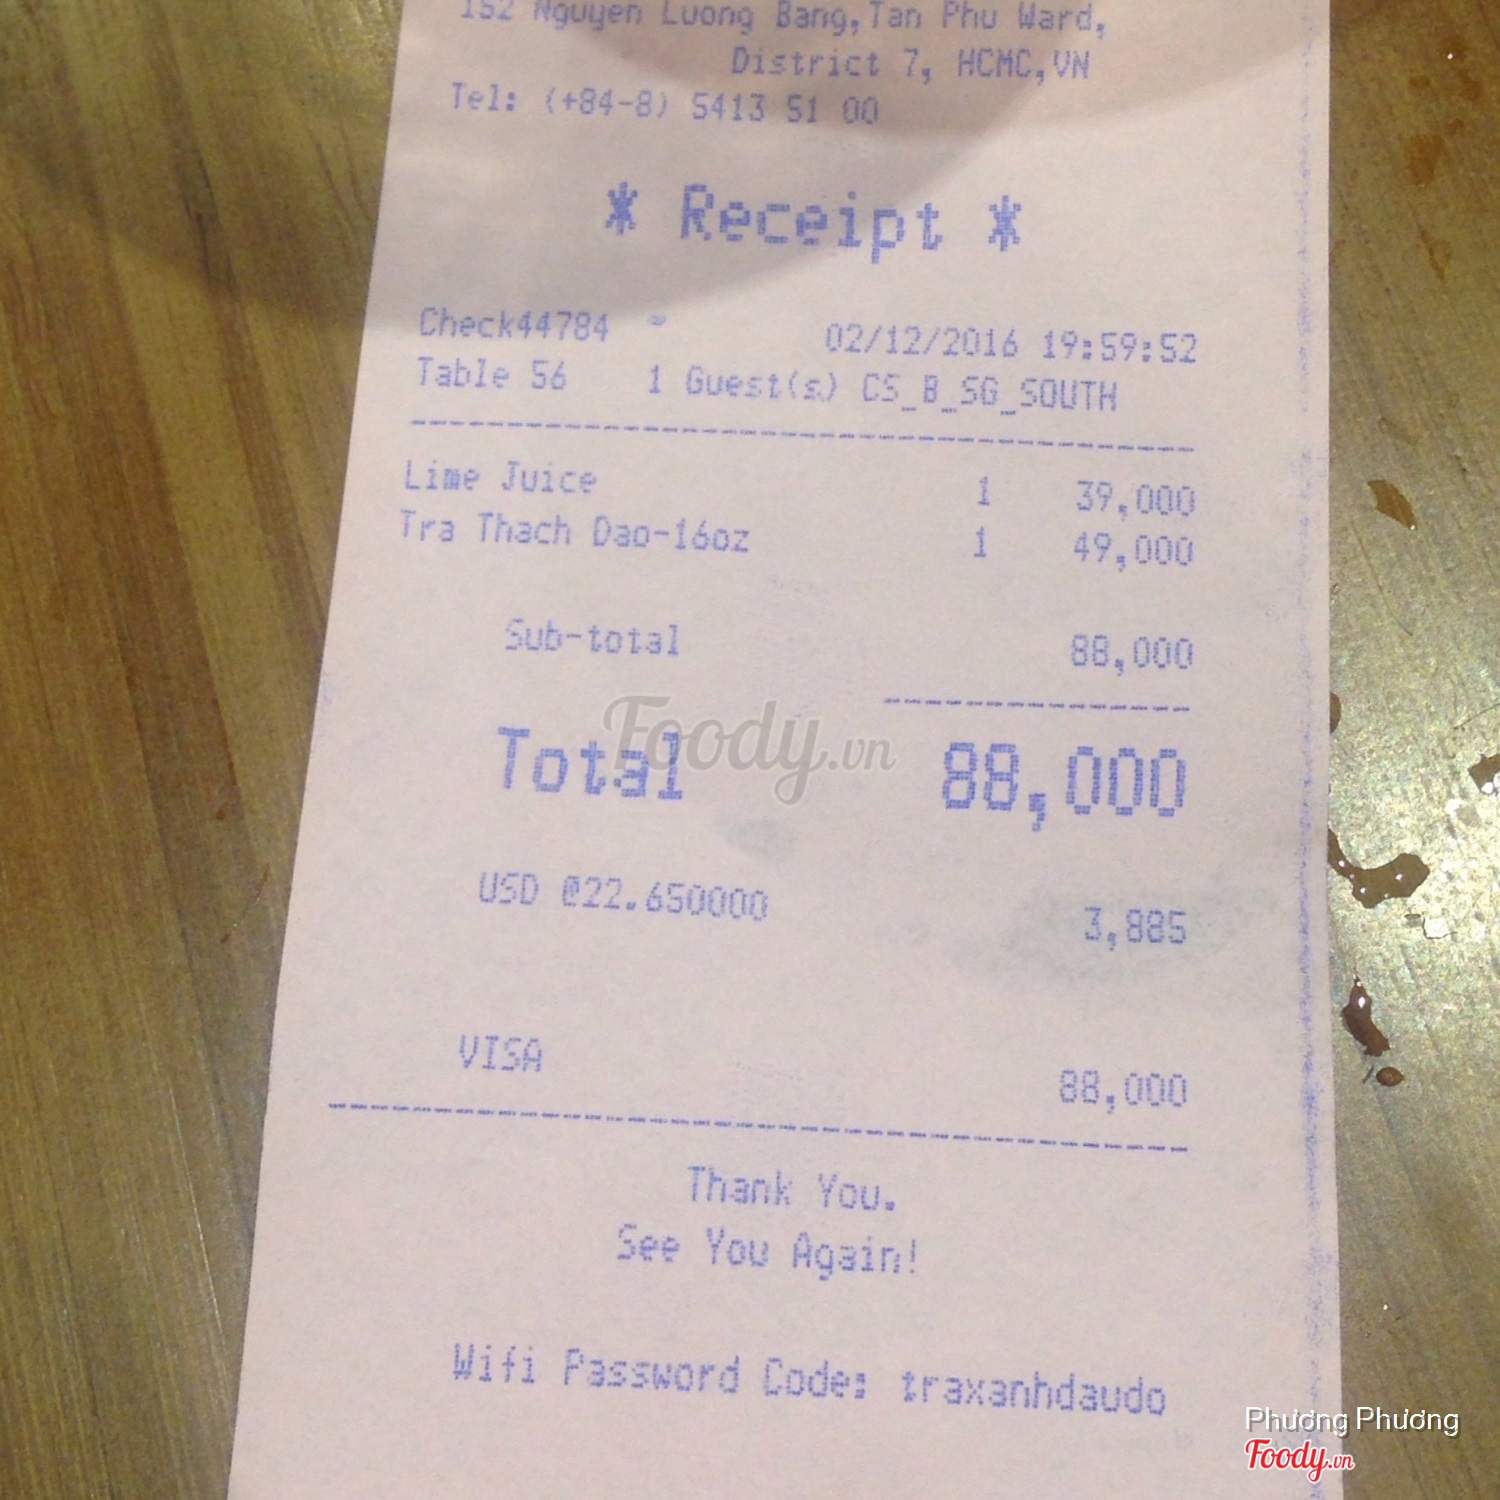 152 Nguyen Luong Bang,Tan Phu Ward,
District 7, HCMC,VN
Tel: (+84-8) 5413 51 00
* Receipt *
Check44784 02/12/2016 19:59:52
Table 56 1 Guest(s) CS_B_SG_SOUTH
Lime Juice 1 39,000
Tra Thach Dao-16oz 1 49,000
Sub-total 88,000
Foody.vn
Total 88,000
USD @22.650000 3,885
VISA 88,000
Thank You.
See You Again!
Wifi Password Code: traxanhdaudo
Phương Phương
Foody.vn